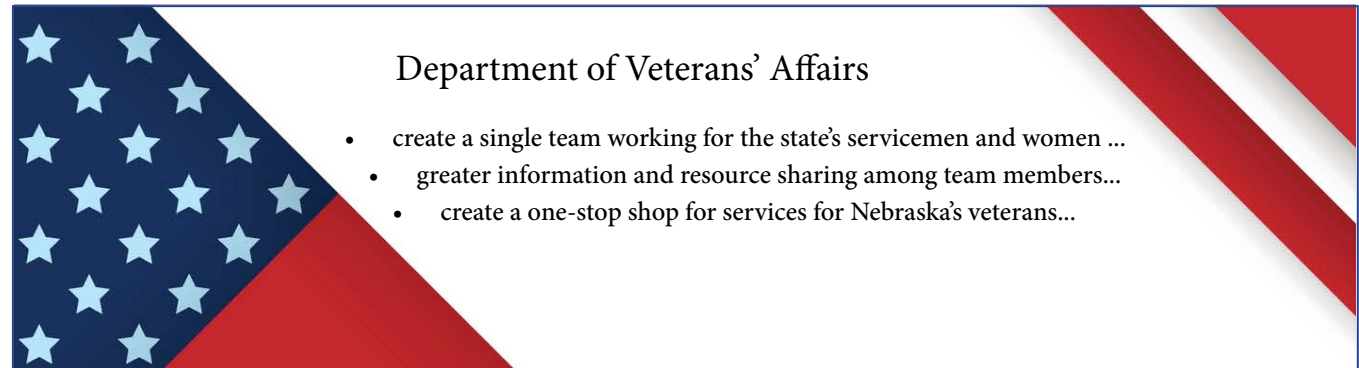 Department of Veterans’ Affairs
• create a single team working for the state’s servicemen and women ...
• greater information and resource sharing among team members...
• create a one-stop shop for services for Nebraska’s veterans...